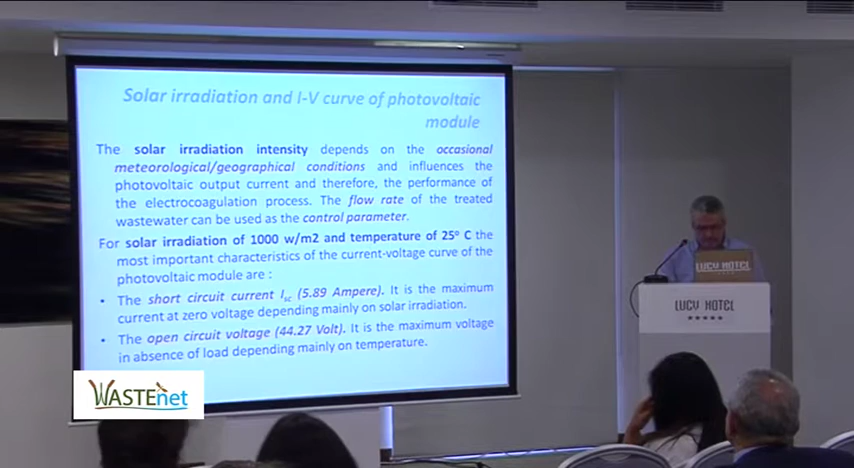 Solar irradiation and I-V curve of photovoltaic
module
The solar irradiation intensity depends on the occasional
meteorological/geographical conditions and influences the
photovoltaic output current and therefore, the performance of
the electrocoagulation process. The flow rate of the treated
wastewater can be used as the control parameter.
For solar irradiation of 1000 w/m2 and temperature of 25° C the
most important characteristics of the current-voltage curve of the
photovoltaic module are :
• The short circuit current Isc (5.89 Ampere). It is the maximum
current at zero voltage depending mainly on solar irradiation.
• The open circuit voltage (44.27 Volt). It is the maximum voltage
in absence of load depending mainly on temperature.
WASTEnet
LUCY HOTEL
LUCY HOTEL
★★★★★